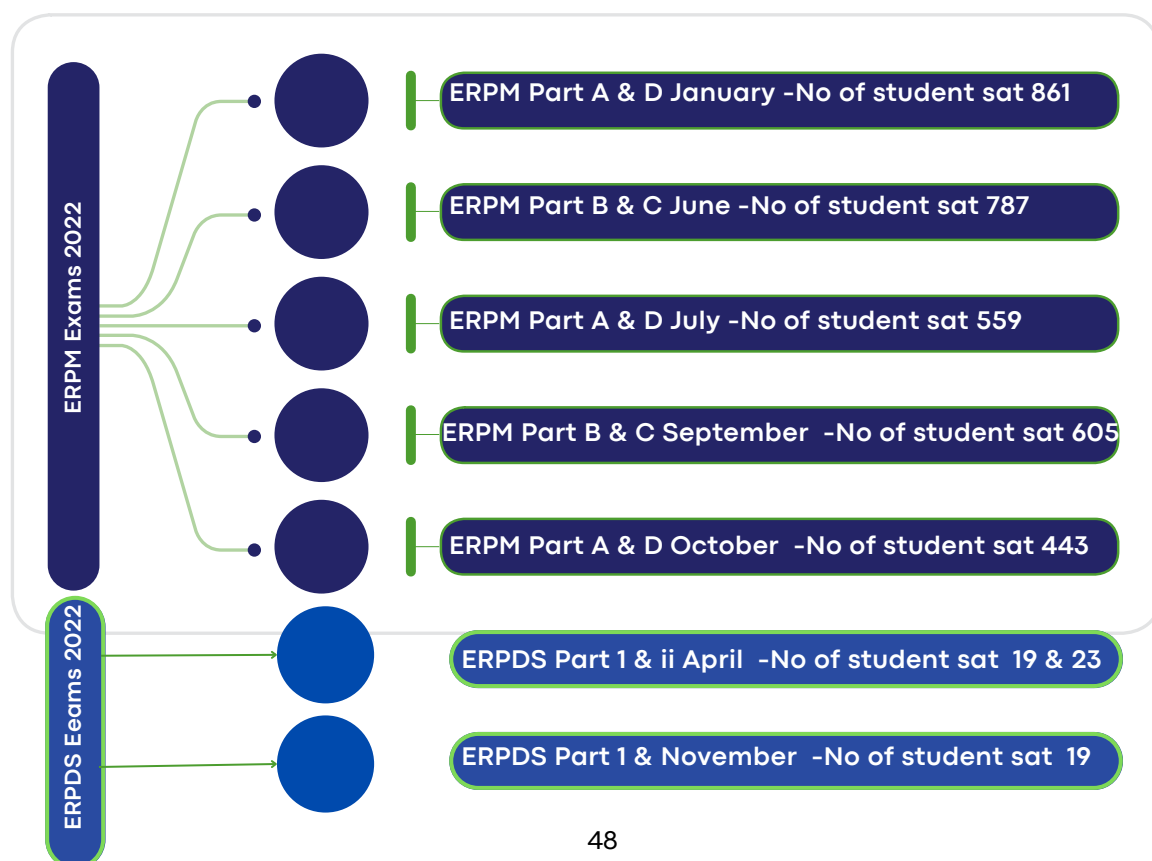 ERPM Exams 2022
ERPM Part A & D January -No of student sat 861
ERPM Part B & C June -No of student sat 787
ERPM Part A & D July -No of student sat 559
ERPM Part B & C September -No of student sat 605
ERPM Part A & D October -No of student sat 443
ERPDS Eeams 2022
ERPDS Part 1 & ii April -No of student sat 19 & 23
ERPDS Part 1 & November -No of student sat 19
48